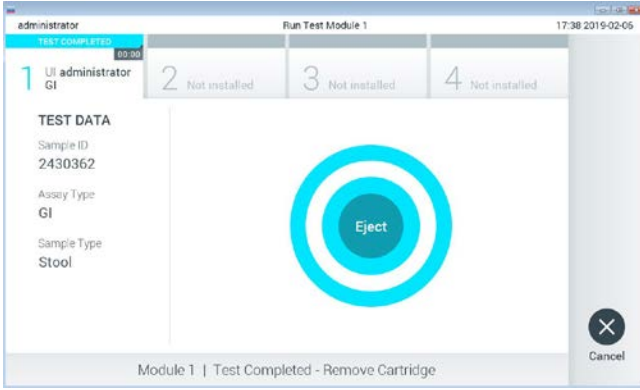 administrator
Run Test Module 1
17:38 2019-02-06
TEST COMPLETED
00:00
1
UI administrator
GI
2 Not installed
3 Not installed
4 Not installed
TEST DATA
Sample ID
2430362
Assay Type
GI
Sample Type
Stool
Eject
Cancel
Module 1 | Test Completed - Remove Cartridge